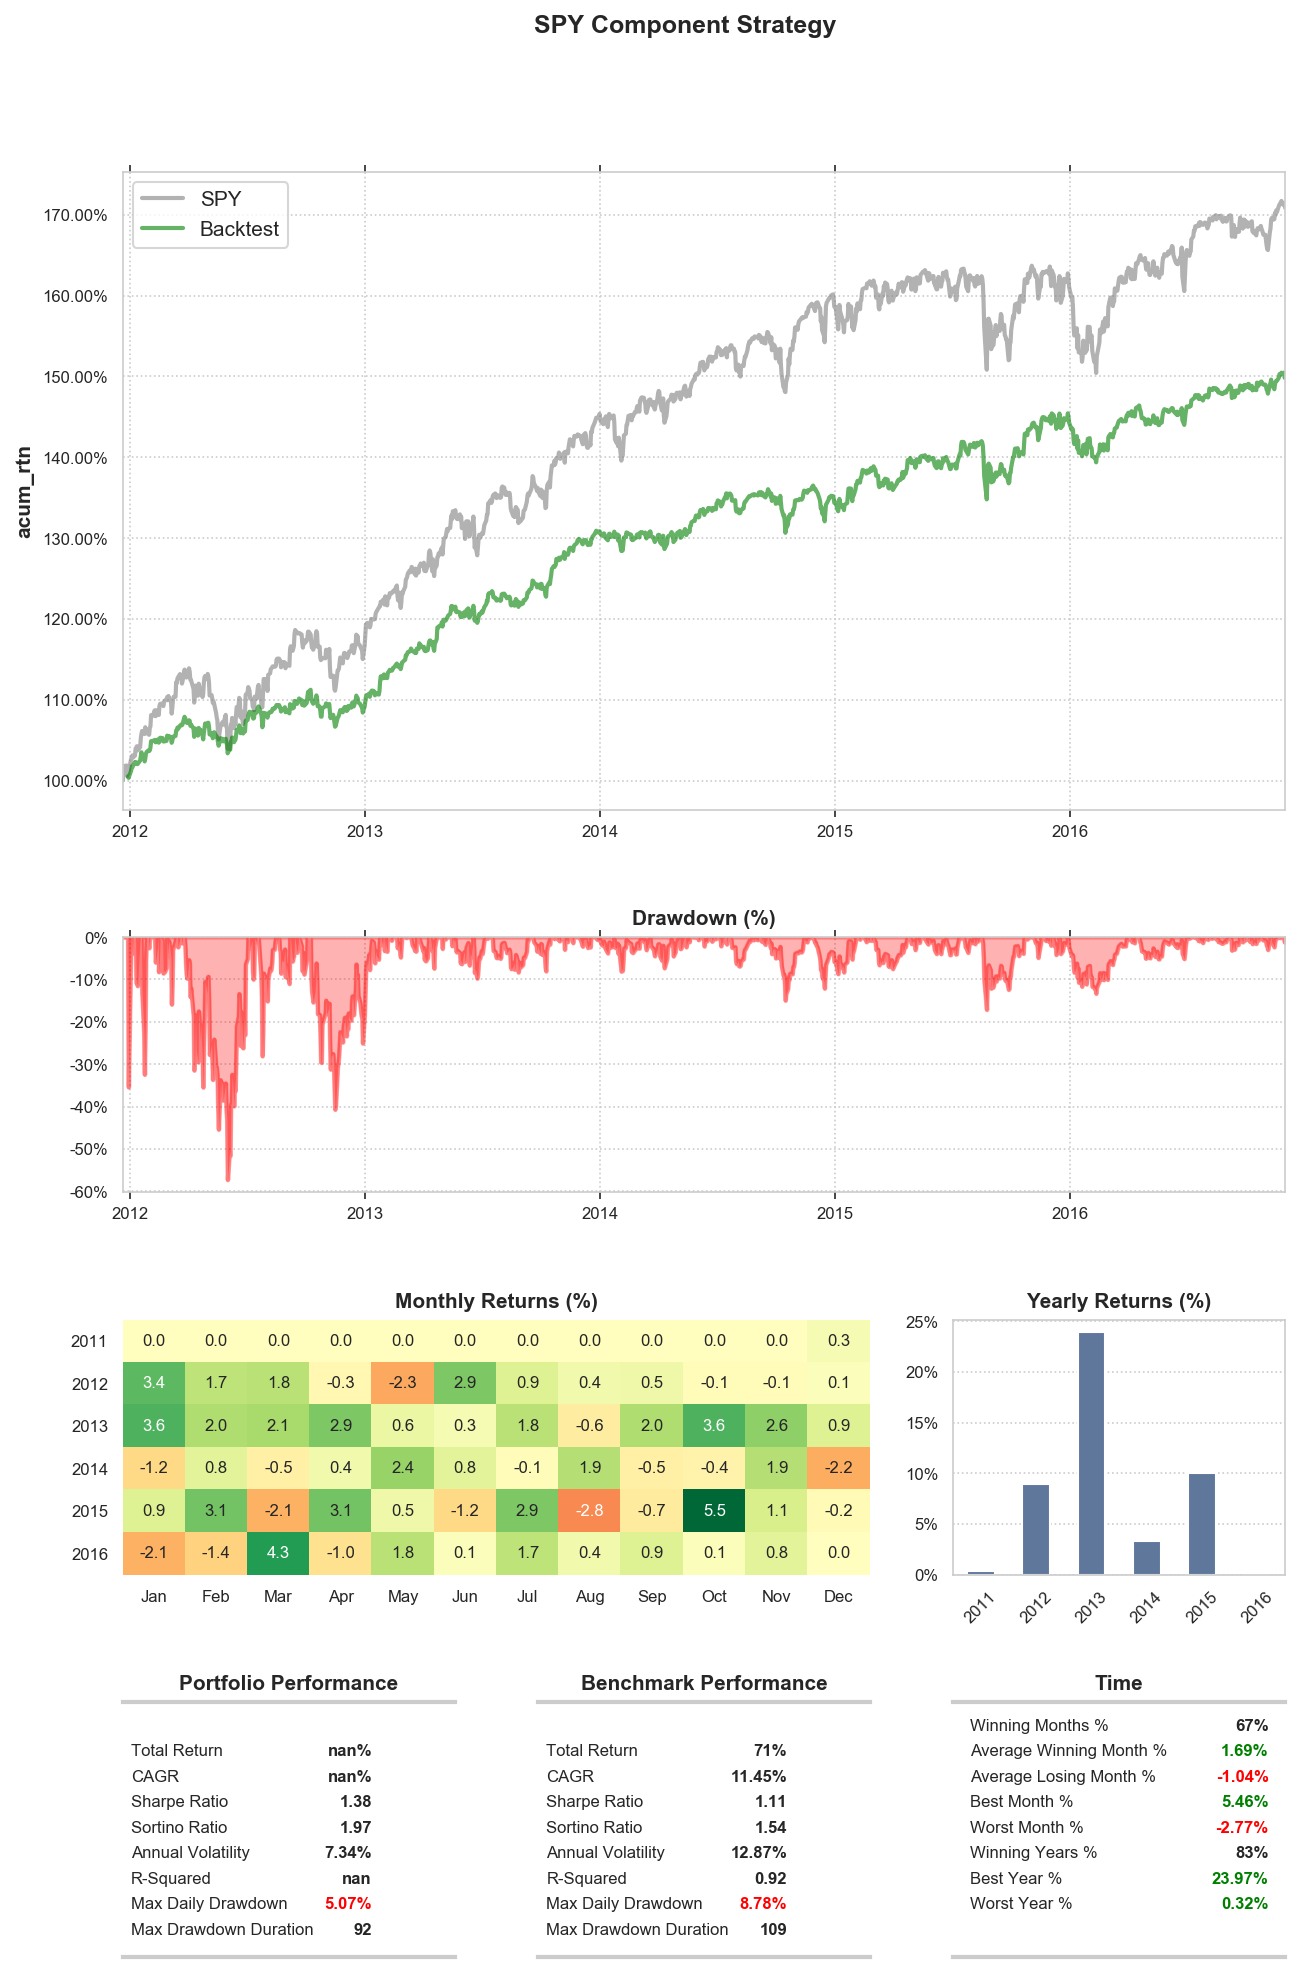 SPY Component Strategy
SPY
Backtest
acum_rtn
170.00%
160.00%
150.00%
140.00%
130.00%
120.00%
110.00%
100.00%
2012 2013 2014 2015 2016
Drawdown (%)
0%
-10%
-20%
-30%
-40%
-50%
-60%
2012 2013 2014 2015 2016
Monthly Returns (%)
2011 0.0 0.0 0.0 0.0 0.0 0.0 0.0 0.0 0.0 0.0 0.0 0.3
2012 3.4 1.7 1.8 -0.3 -2.3 2.9 0.9 0.4 0.5 -0.1 -0.1 0.1
2013 3.6 2.0 2.1 2.9 0.6 0.3 1.8 -0.6 2.0 3.6 2.6 0.9
2014 -1.2 0.8 -0.5 0.4 2.4 0.8 -0.1 1.9 -0.5 -0.4 1.9 -2.2
2015 0.9 3.1 -2.1 3.1 0.5 -1.2 2.9 -2.8 -0.7 5.5 1.1 -0.2
2016 -2.1 -1.4 4.3 -1.0 1.8 0.1 1.7 0.4 0.9 0.1 0.8 0.0
Jan Feb Mar Apr May Jun Jul Aug Sep Oct Nov Dec
Yearly Returns (%)
25%
20%
15%
10%
5%
0%
2011 2012 2013 2014 2015 2016
Portfolio Performance
Total Return nan%
CAGR nan%
Sharpe Ratio 1.38
Sortino Ratio 1.97
Annual Volatility 7.34%
R-Squared nan
Max Daily Drawdown 5.07%
Max Drawdown Duration 92
Benchmark Performance
Total Return 71%
CAGR 11.45%
Sharpe Ratio 1.11
Sortino Ratio 1.54
Annual Volatility 12.87%
R-Squared 0.92
Max Daily Drawdown 8.78%
Max Drawdown Duration 109
Time
Winning Months % 67%
Average Winning Month % 1.69%
Average Losing Month % -1.04%
Best Month % 5.46%
Worst Month % -2.77%
Winning Years % 83%
Best Year % 23.97%
Worst Year % 0.32%